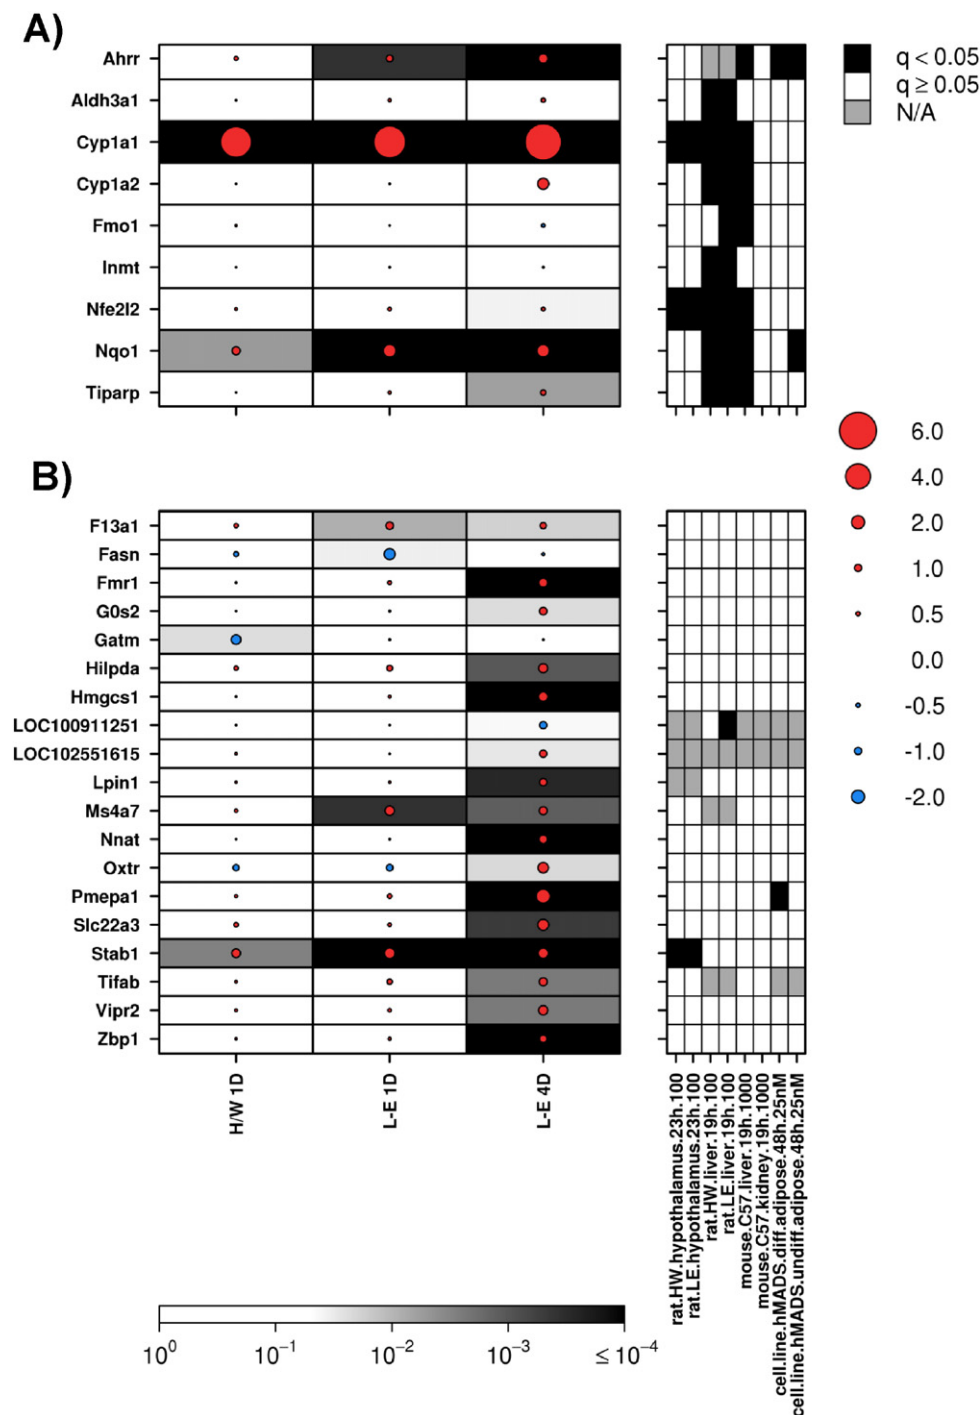 A)
Ahrr
Aldh3a1
Cyp1a1
Cyp1a2
Fmo1
Inmt
Nfe2l2
Nqo1
Tiparp
q < 0.05
q ≥ 0.05
N/A
6.0
4.0
2.0
1.0
0.5
0.0
-0.5
-1.0
-2.0
B)
F13a1
Fasn
Fmr1
G0s2
Gatm
Hilpda
Hmgcs1
LOC100911251
LOC102551615
Lpin1
Ms4a7
Nnat
Oxtr
Pmepa1
Slc22a3
Stab1
Tifab
Vipr2
Zbp1
H/W 1D
L-E 1D
L-E 4D
rat.HW.hypothalamus.23h.100
rat.LE.hypothalamus.23h.100
rat.HW.liver.19h.100
rat.LE.liver.19h.100
mouse.C57.liver.19h.1000
mouse.C57.kidney.19h.1000
cell.line.hMADS.diff.adipose.48h.25nM
cell.line.hMADS.undiff.adipose.48h.25nM
10⁰ 10⁻¹ 10⁻² 10⁻³ ≤ 10⁻⁴